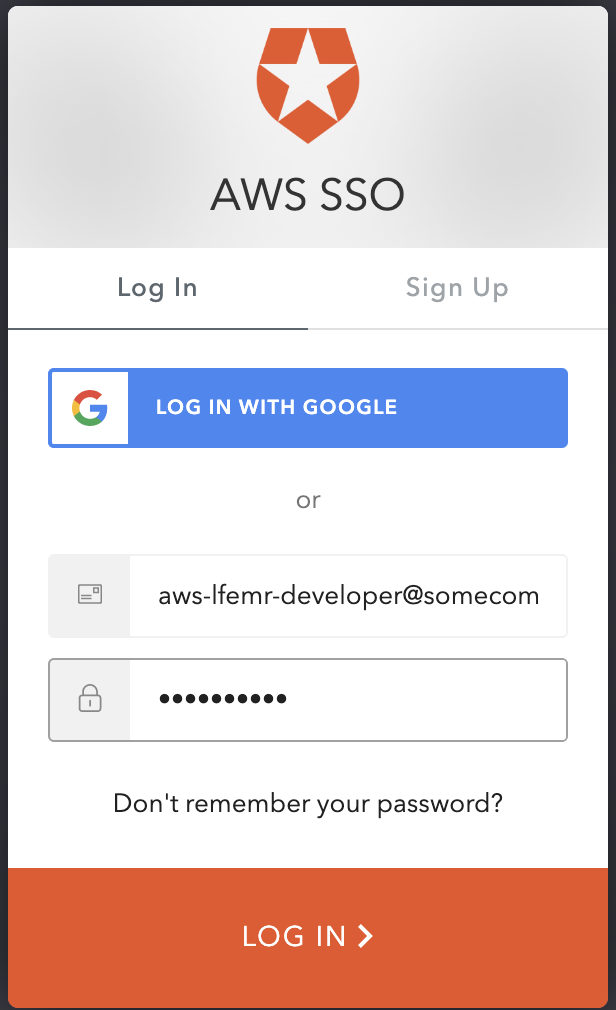 AWS SSO
Log In
Sign Up
LOG IN WITH GOOGLE
or
aws-lfemr-developer@somecom
••••••••••
Don't remember your password?
LOG IN